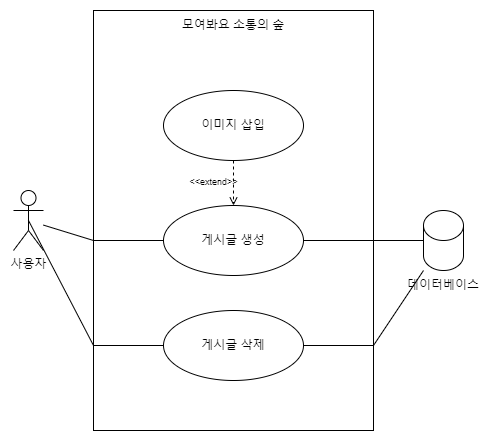 모여봐요 소통의 숲
이미지 삽입
<<extend>>
게시글 생성
사용자
데이터베이스
게시글 삭제